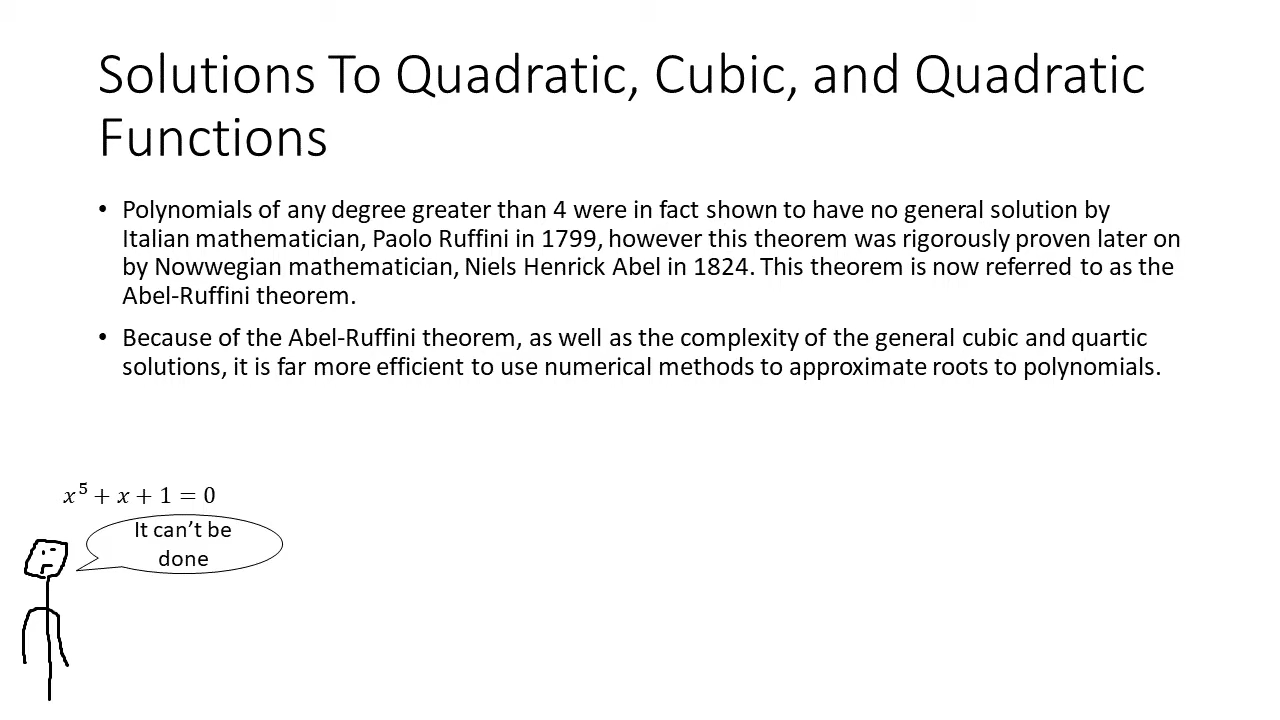 Solutions To Quadratic, Cubic, and Quadratic
Functions
• Polynomials of any degree greater than 4 were in fact shown to have no general solution by
Italian mathematician, Paolo Ruffini in 1799, however this theorem was rigorously proven later on
by Nowwegian mathematician, Niels Henrick Abel in 1824. This theorem is now referred to as the
Abel-Ruffini theorem.
• Because of the Abel-Ruffini theorem, as well as the complexity of the general cubic and quartic
solutions, it is far more efficient to use numerical methods to approximate roots to polynomials.
x⁵ + x + 1 = 0
It can't be
done